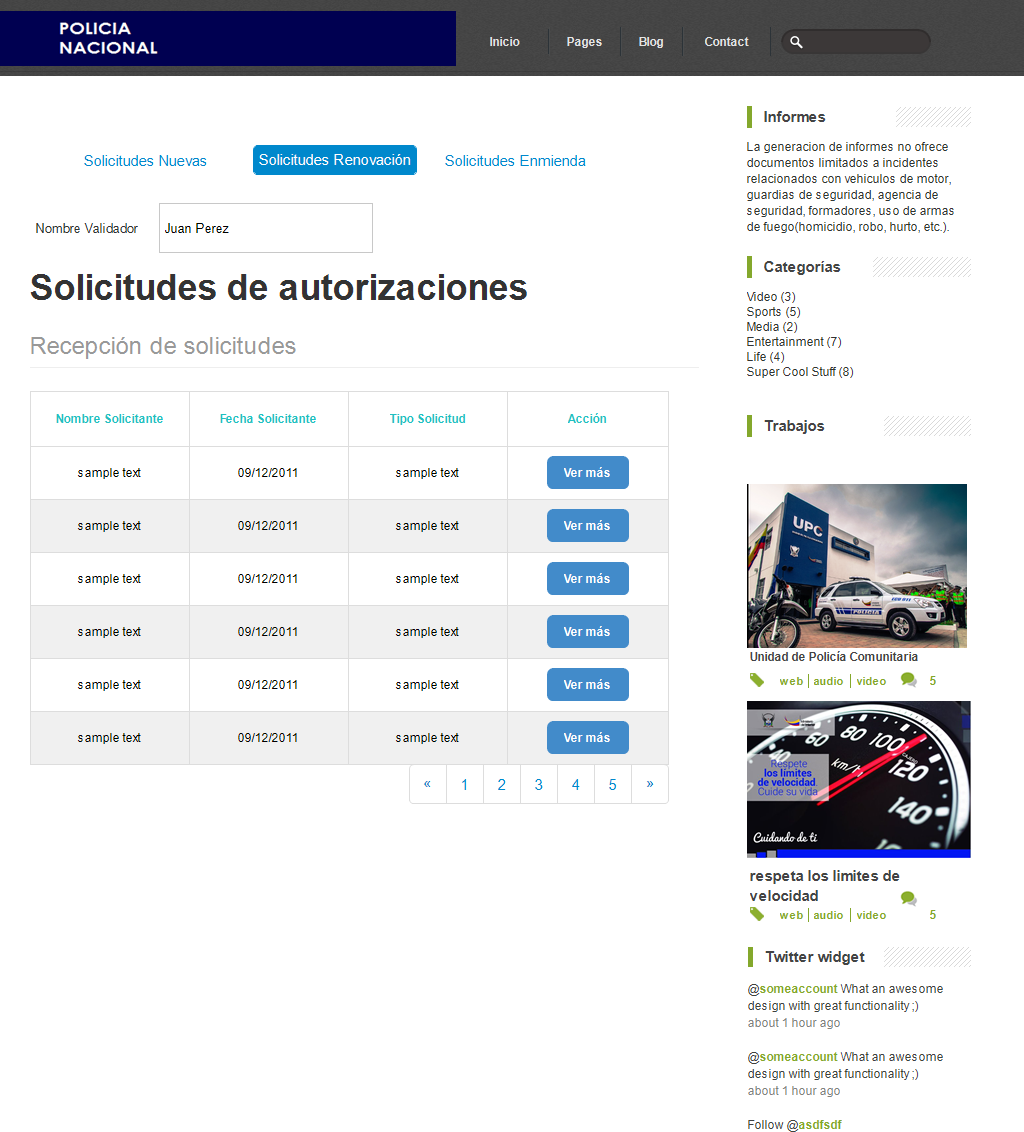 POLICIA
NACIONAL
Inicio
Pages
Blog
Contact
Solicitudes Nuevas
Solicitudes Renovación
Solicitudes Enmienda
Nombre Validador
Juan Perez
Solicitudes de autorizaciones
Recepción de solicitudes
Nombre Solicitante Fecha Solicitante Tipo Solicitud Acción
sample text 09/12/2011 sample text Ver más
sample text 09/12/2011 sample text Ver más
sample text 09/12/2011 sample text Ver más
sample text 09/12/2011 sample text Ver más
sample text 09/12/2011 sample text Ver más
sample text 09/12/2011 sample text Ver más
« 1 2 3 4 5 »
Informes
La generacion de informes no ofrece
documentos limitados a incidentes
relacionados con vehiculos de motor,
guardias de seguridad, agencia de
seguridad, formadores, uso de armas
de fuego(homicidio, robo, hurto, etc.).
Categorías
Video (3)
Sports (5)
Media (2)
Entertainment (7)
Life (4)
Super Cool Stuff (8)
Trabajos
UPC
POLICIA
Unidad de Policía Comunitaria
web | audio | video 5
60 80 100 120 140
km/h
Respete
los límites
de velocidad.
Cuide su vida
Cuidando de ti
respeta los limites de
velocidad
web | audio | video 5
Twitter widget
@someaccount What an awesome
design with great functionality ;)
about 1 hour ago
@someaccount What an awesome
design with great functionality ;)
about 1 hour ago
Follow @asdfsdf